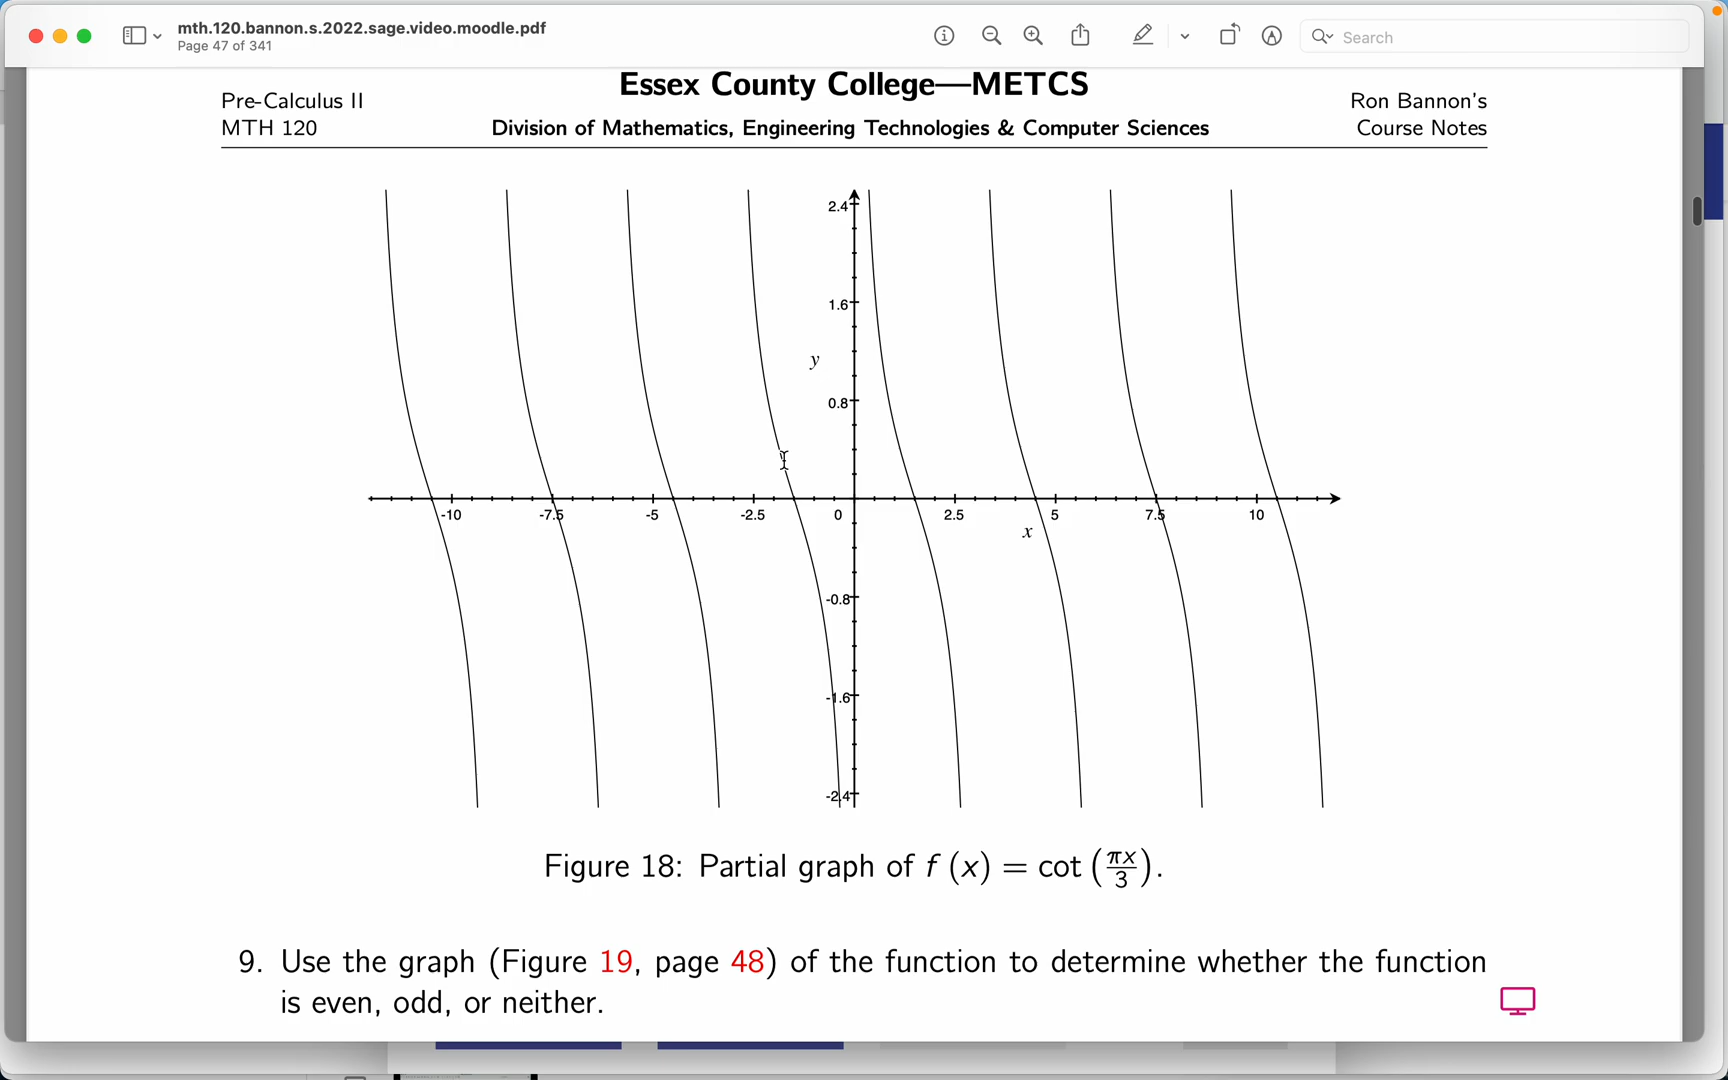 mth.120.bannon.s.2022.sage.video.moodle.pdf
Page 47 of 341
Search
Essex County College—METCS
Pre-Calculus II
MTH 120
Division of Mathematics, Engineering Technologies & Computer Sciences
Ron Bannon's
Course Notes
2.4
1.6
y
0.8
-10 -7.5 -5 -2.5 0 2.5 5 7.5 10
x
-0.8
-1.6
-2.4
Figure 18: Partial graph of f (x) = cot (πx/3).
9. Use the graph (Figure 19, page 48) of the function to determine whether the function
is even, odd, or neither.